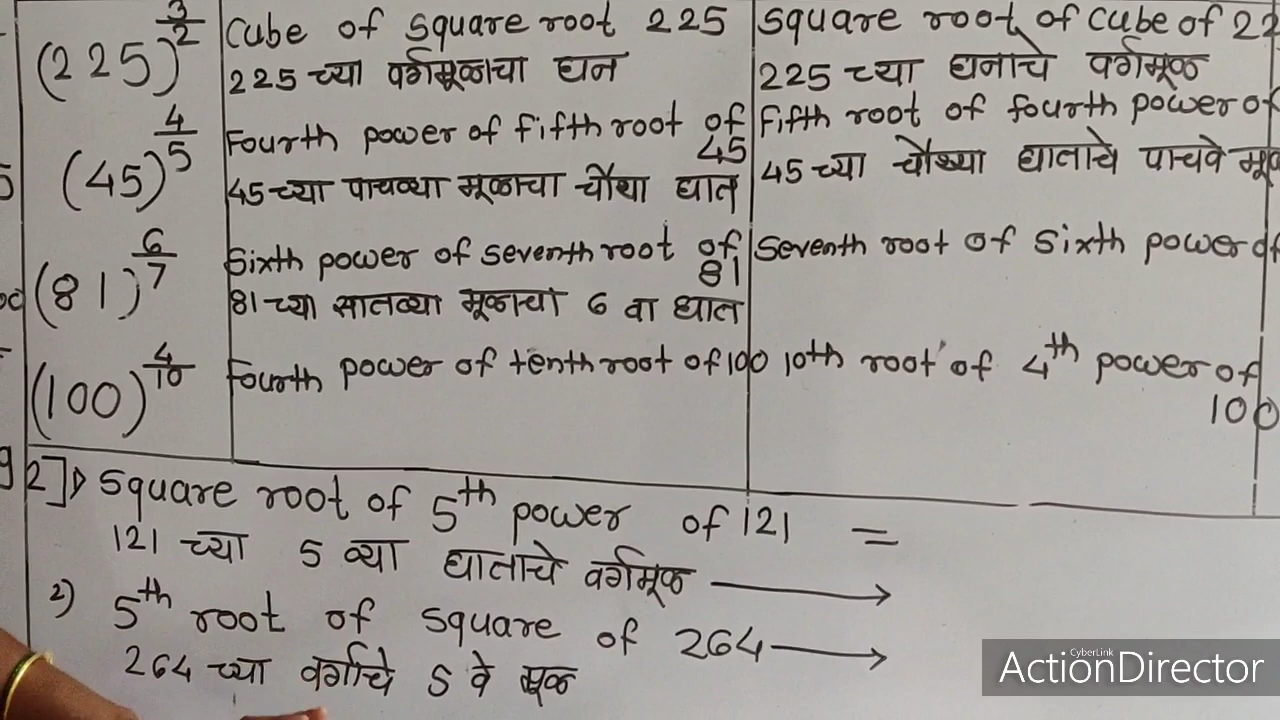 (225)^3/2 Cube of square root 225 square root of cube of 22
225 च्या वर्गमूळाचा घन 225 च्या घनाचे वर्गमूळ
(45)^4/5 Fourth power of fifth root of 45 Fifth root of fourth power of
45 च्या पाचव्या मूळाचा चौथा घात 45 च्या चौथ्या घाताचे पाचवे मूळ
(81)^6/7 Sixth power of seventh root of 81 Seventh root of sixth power of
81 च्या सातव्या मूळाचा 6 वा घात
(100)^4/10 Fourth power of tenth root of 100 10th root of 4th power of 100
2] 1) Square root of 5th power of 121 =
121 च्या 5 व्या घाताचे वर्गमूळ →
2) 5th root of square of 264 →
264 च्या वर्गाचे 5 वे मूळ
CyberLink
ActionDirector